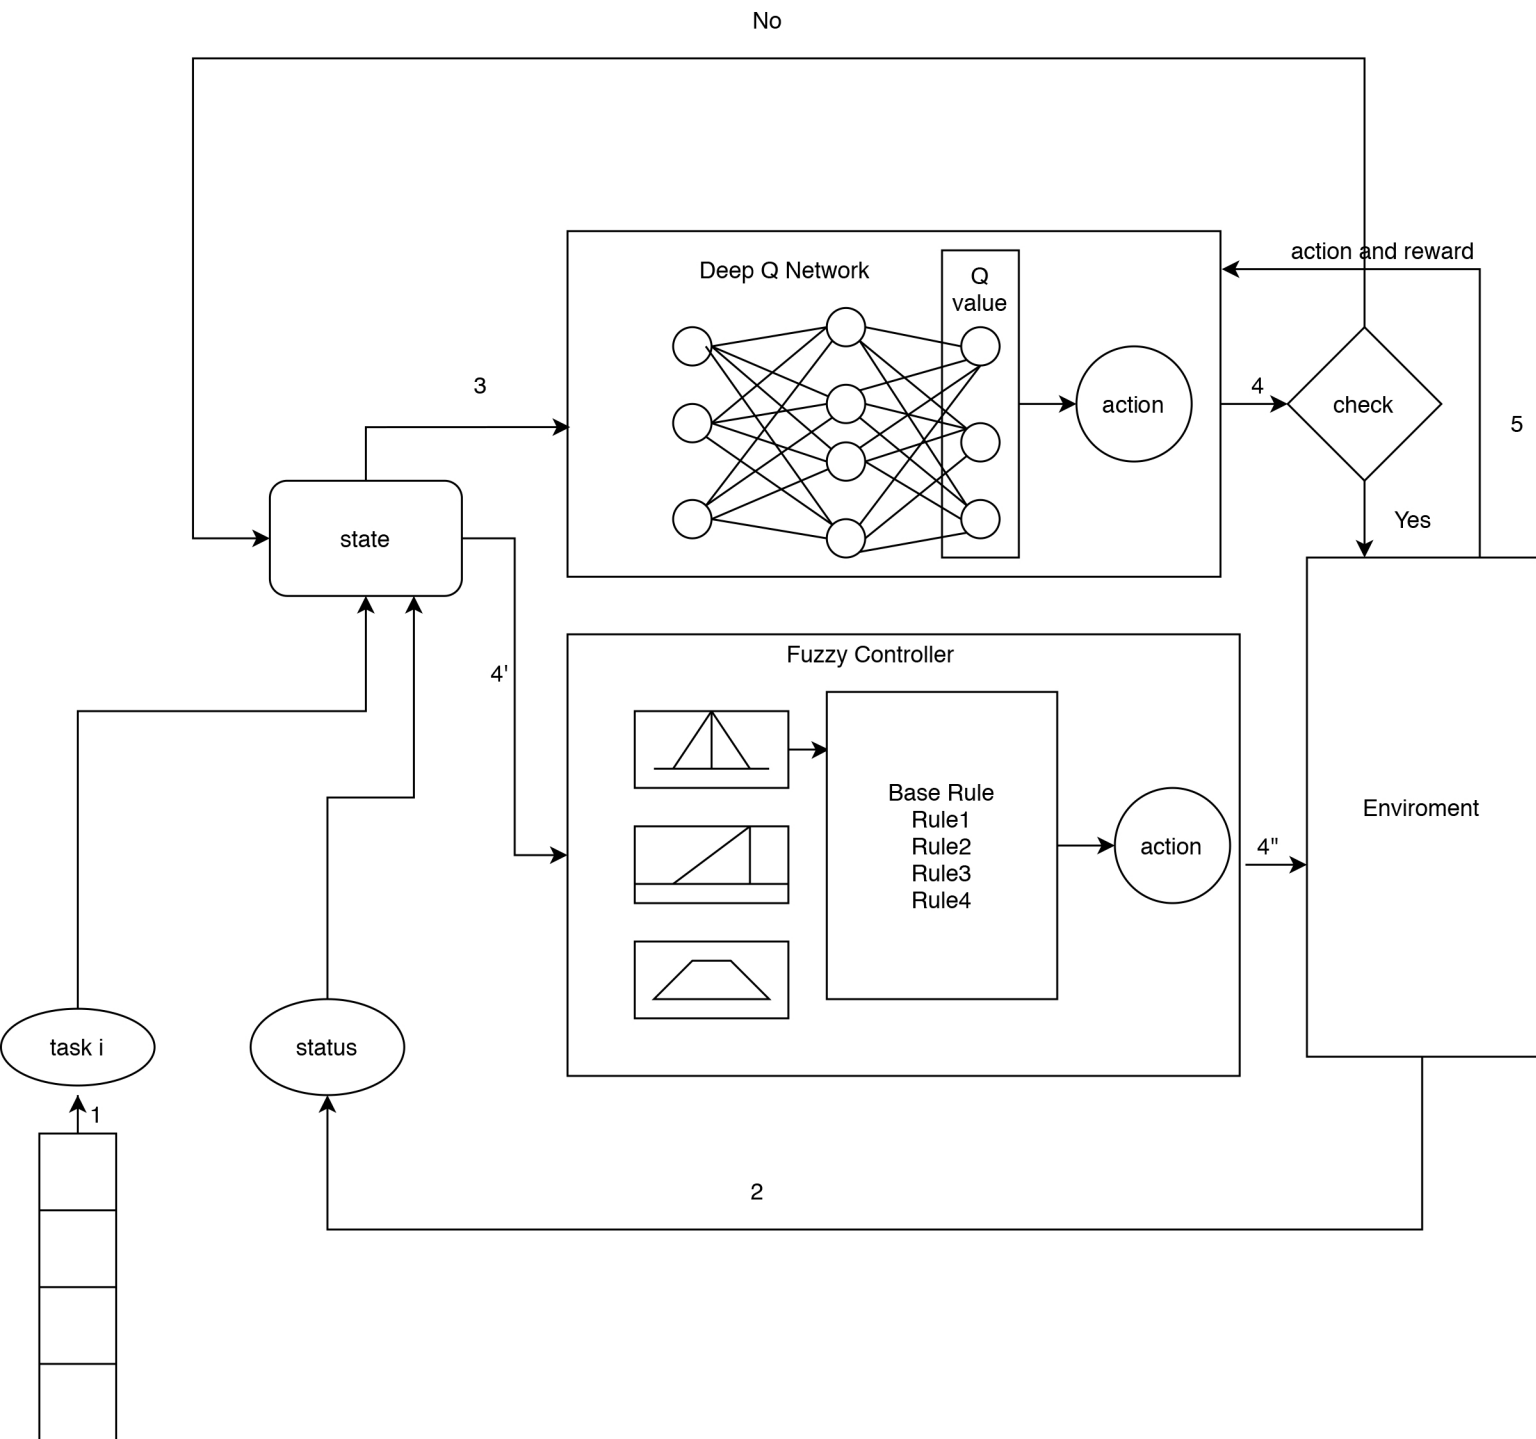 No
action and reward
Deep Q Network
Q
value
3
action
4
check
5
Yes
state
4'
Fuzzy Controller
Base Rule
Rule1
Rule2
Rule3
Rule4
action
4"
Enviroment
task i
status
1
2